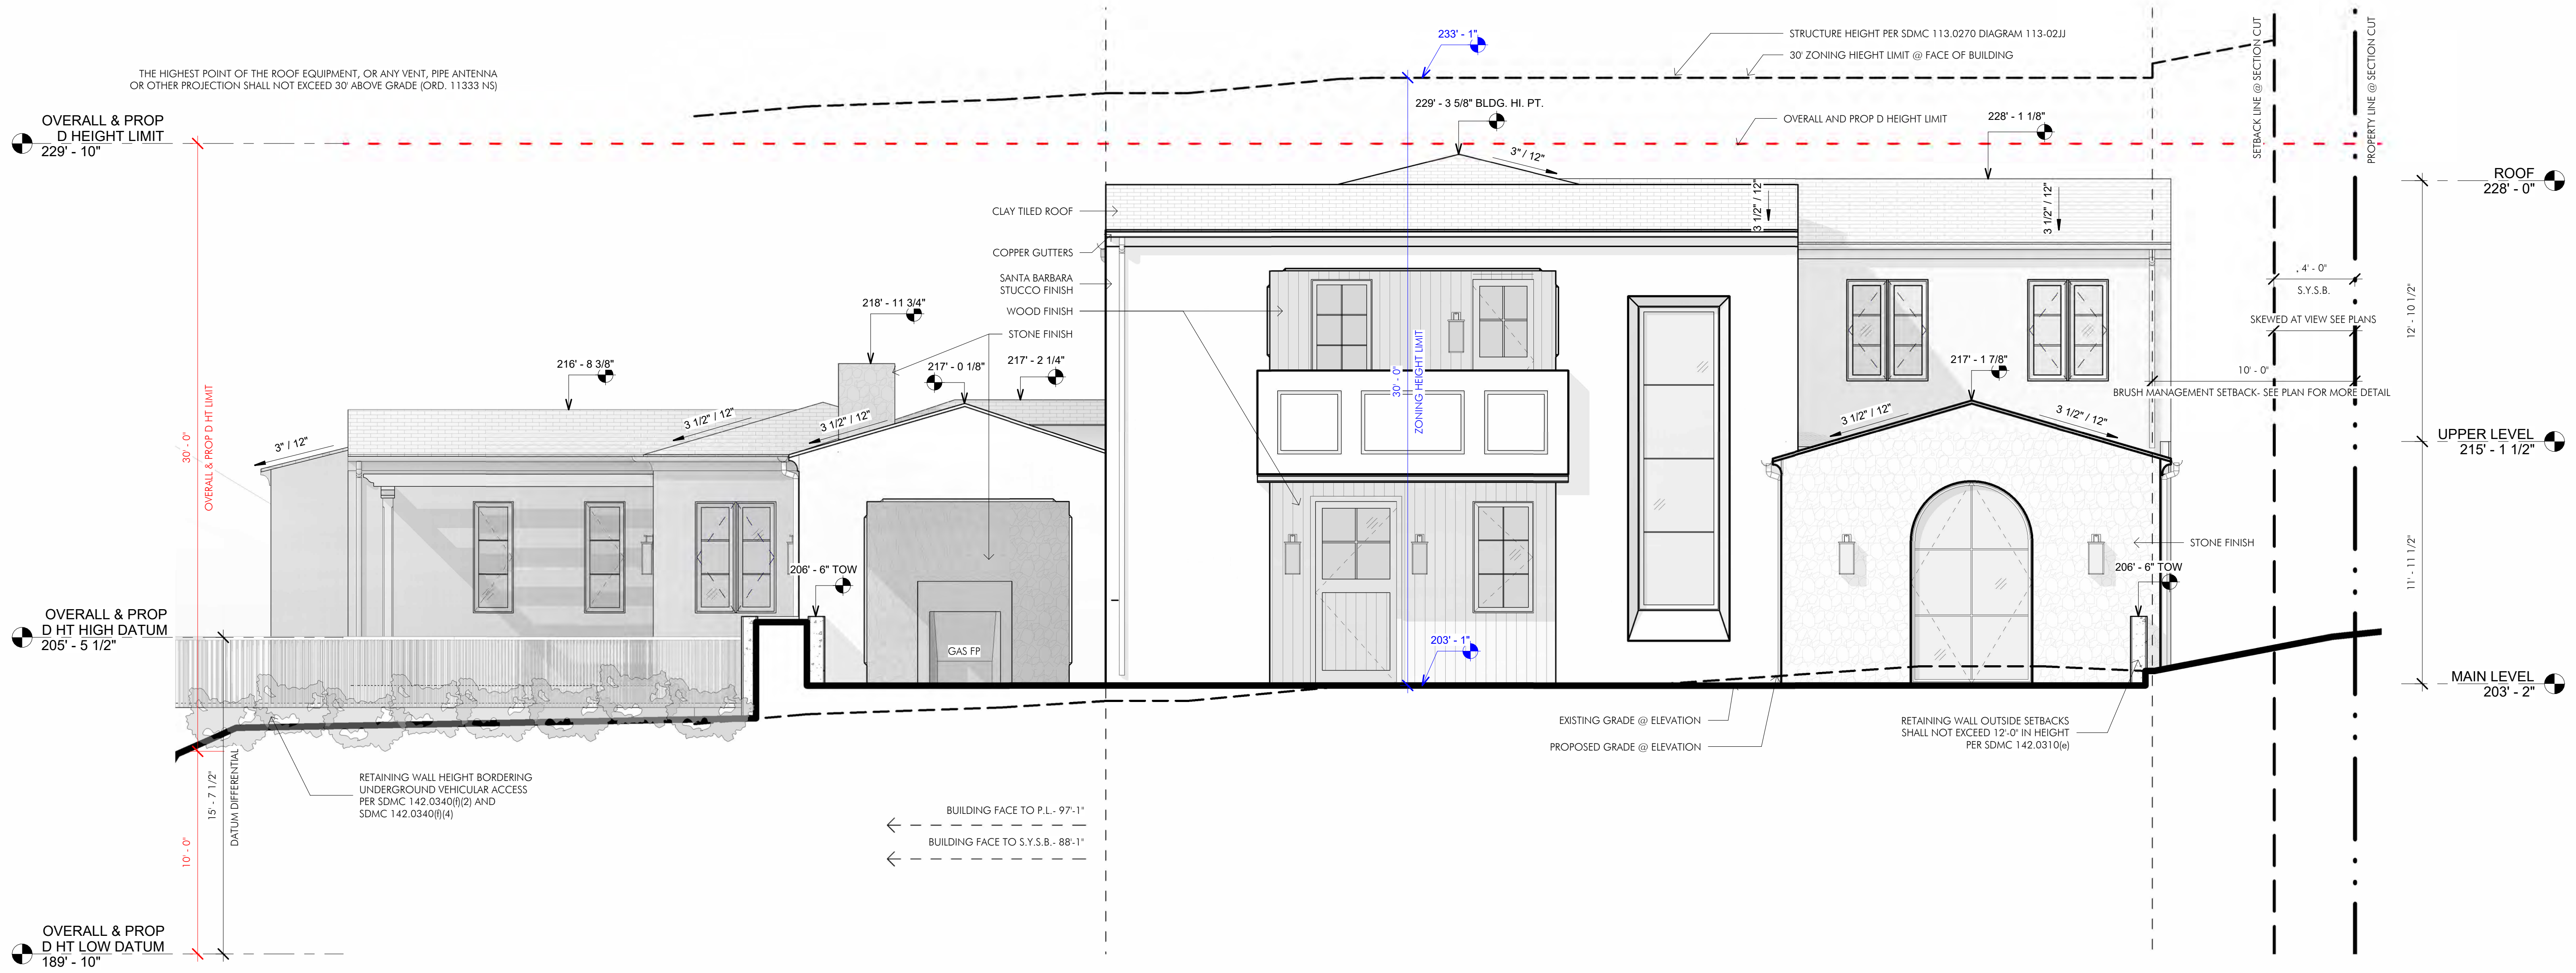 233' - 1"
STRUCTURE HEIGHT PER SDMC 113.0270 DIAGRAM 113-02JJ
30' ZONING HIEGHT LIMIT @ FACE OF BUILDING
SETBACK LINE @ SECTION CUT
PROPERTY LINE @ SECTION CUT
THE HIGHEST POINT OF THE ROOF EQUIPMENT, OR ANY VENT, PIPE ANTENNA
OR OTHER PROJECTION SHALL NOT EXCEED 30' ABOVE GRADE (ORD. 11333 NS)
OVERALL & PROP
D HEIGHT LIMIT
229' - 10"
229' - 3 5/8" BLDG. HI. PT.
OVERALL AND PROP D HEIGHT LIMIT
228' - 1 1/8"
3" / 12"
ROOF
228' - 0"
CLAY TILED ROOF
3 1/2" / 12"
3 1/2" / 12"
COPPER GUTTERS
SANTA BARBARA
STUCCO FINISH
WOOD FINISH
STONE FINISH
4' - 0"
S.Y.S.B.
SKEWED AT VIEW SEE PLANS
12' - 10 1/2"
218' - 11 3/4"
216' - 8 3/8"
217' - 0 1/8"
217' - 2 1/4"
217' - 1 7/8"
10' - 0"
BRUSH MANAGEMENT SETBACK- SEE PLAN FOR MORE DETAIL
30' - 0"
ZONING HEIGHT LIMIT
30' - 0"
OVERALL & PROP D HT LIMIT
3" / 12"
3 1/2" / 12"
3 1/2" / 12"
3 1/2" / 12"
3 1/2" / 12"
UPPER LEVEL
215' - 1 1/2"
STONE FINISH
206' - 6" TOW
206' - 6" TOW
11' - 11 1/2"
OVERALL & PROP
D HT HIGH DATUM
205' - 5 1/2"
GAS FP
203' - 1"
MAIN LEVEL
203' - 2"
EXISTING GRADE @ ELEVATION
PROPOSED GRADE @ ELEVATION
RETAINING WALL OUTSIDE SETBACKS
SHALL NOT EXCEED 12'-0" IN HEIGHT
PER SDMC 142.0310(e)
15' - 7 1/2"
DATUM DIFFERENTIAL
RETAINING WALL HEIGHT BORDERING
UNDERGROUND VEHICULAR ACCESS
PER SDMC 142.0340(f)(2) AND
SDMC 142.0340(f)(4)
10' - 0"
BUILDING FACE TO P.L.- 97'-1"
BUILDING FACE TO S.Y.S.B.- 88'-1"
OVERALL & PROP
D HT LOW DATUM
189' - 10"